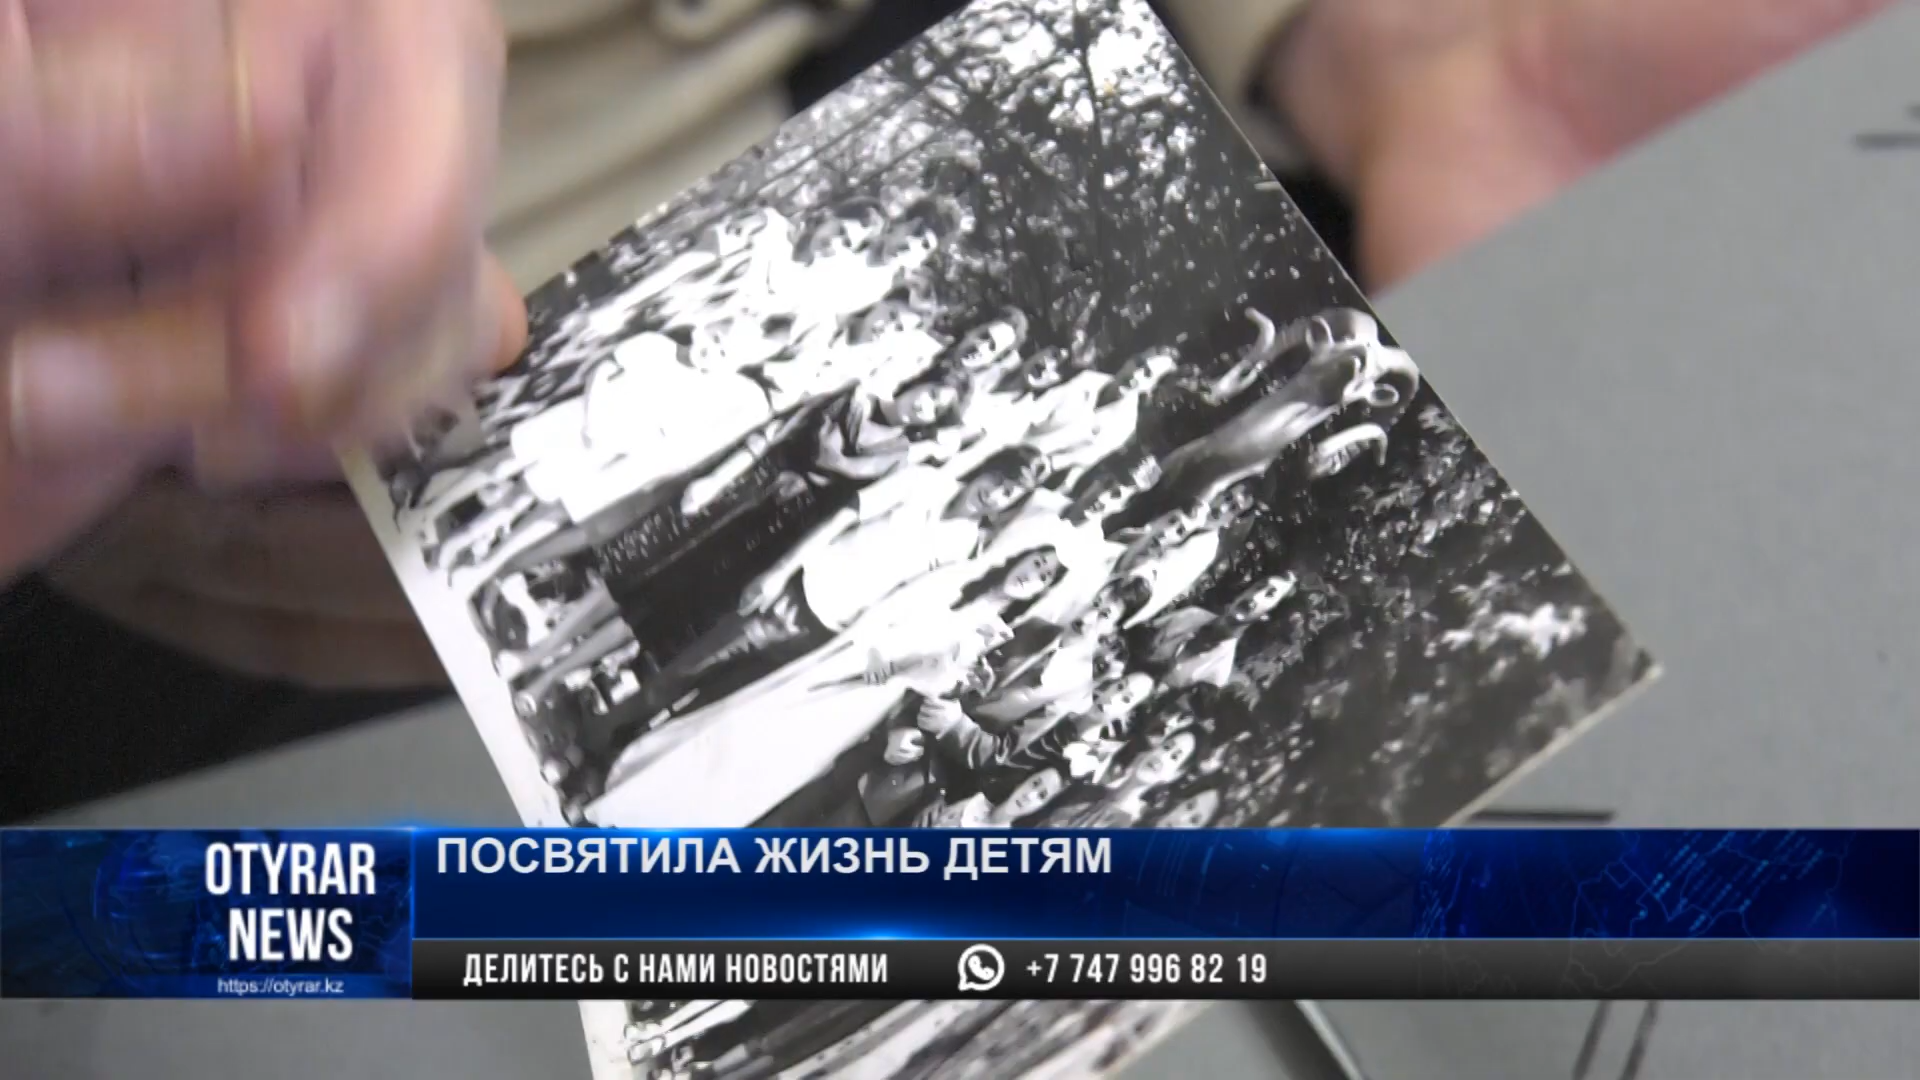 ПОСВЯТИЛА ЖИЗНЬ ДЕТЯМ
OTYRAR
NEWS
https://otyrar.kz
ДЕЛИТЕСЬ С НАМИ НОВОСТЯМИ +7 747 996 82 19